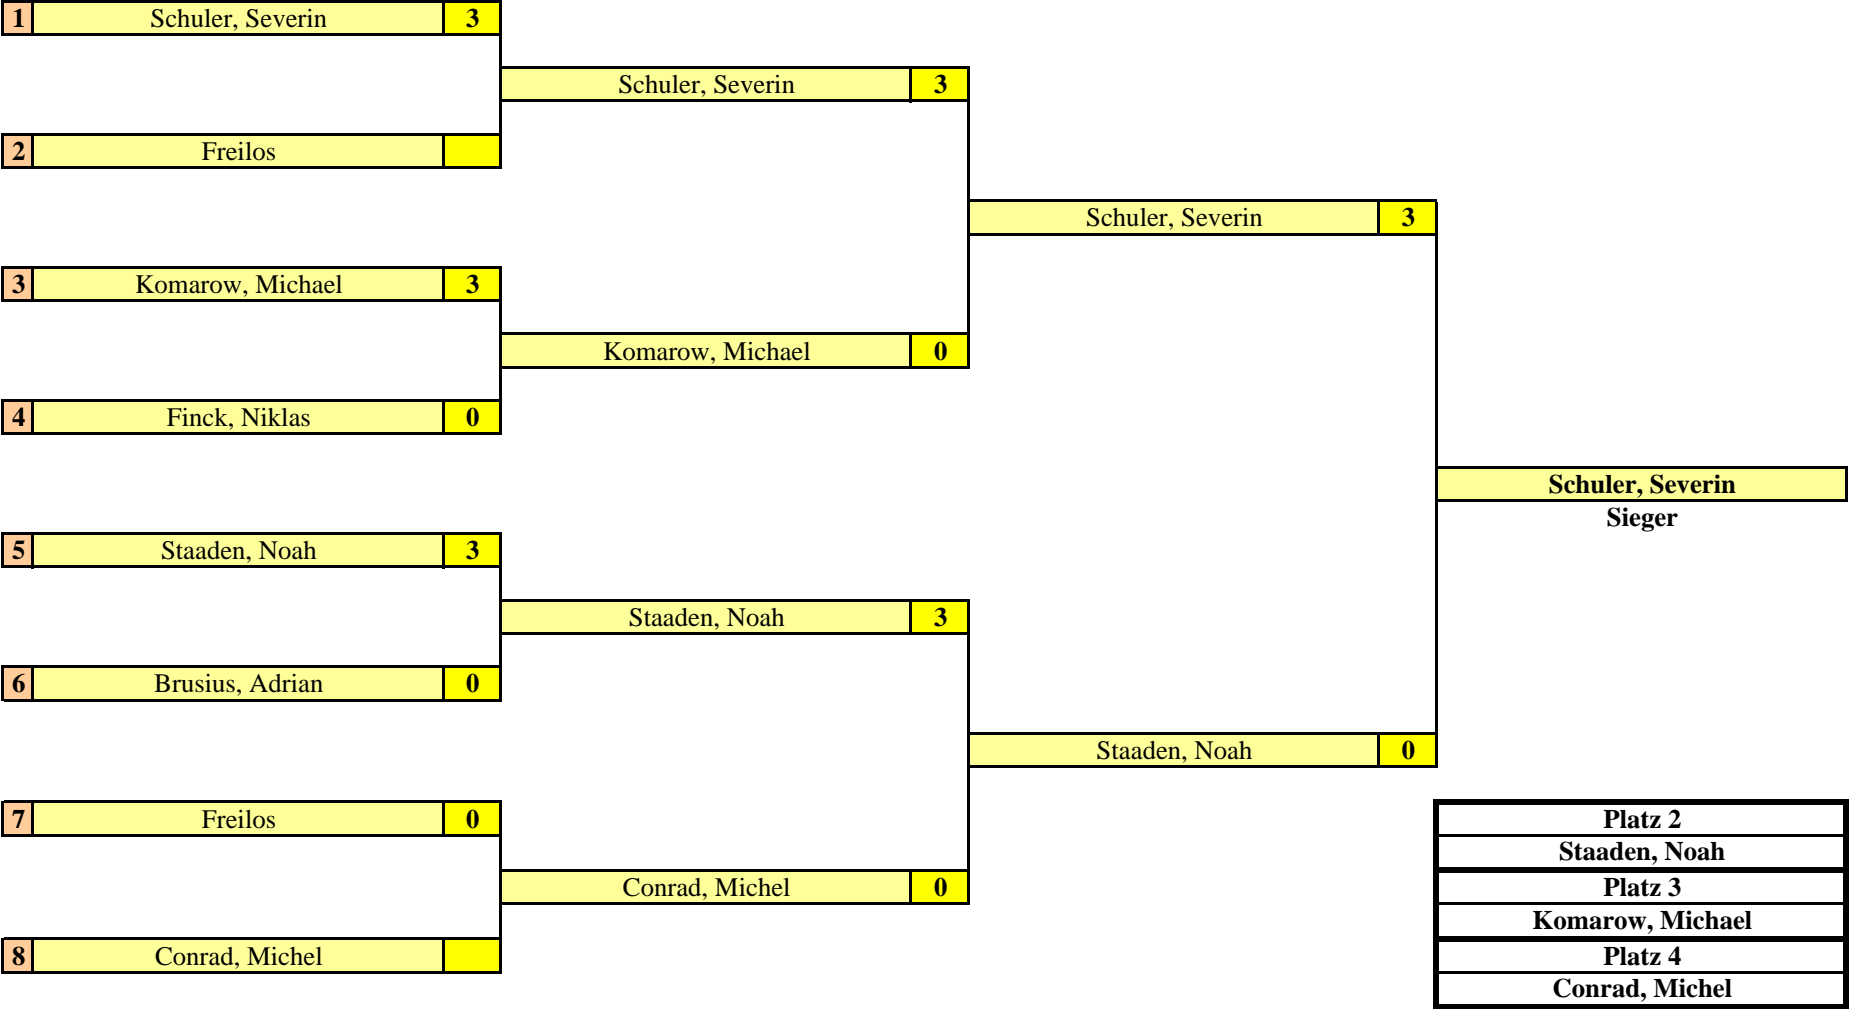 1 Schuler, Severin 3
Schuler, Severin 3
2 Freilos
Schuler, Severin 3
3 Komarow, Michael 3
Komarow, Michael 0
4 Finck, Niklas 0
Schuler, Severin
Sieger
5 Staaden, Noah 3
Staaden, Noah 3
6 Brusius, Adrian 0
Staaden, Noah 0
7 Freilos 0
Conrad, Michel 0
8 Conrad, Michel
Platz 2
Staaden, Noah
Platz 3
Komarow, Michael
Platz 4
Conrad, Michel